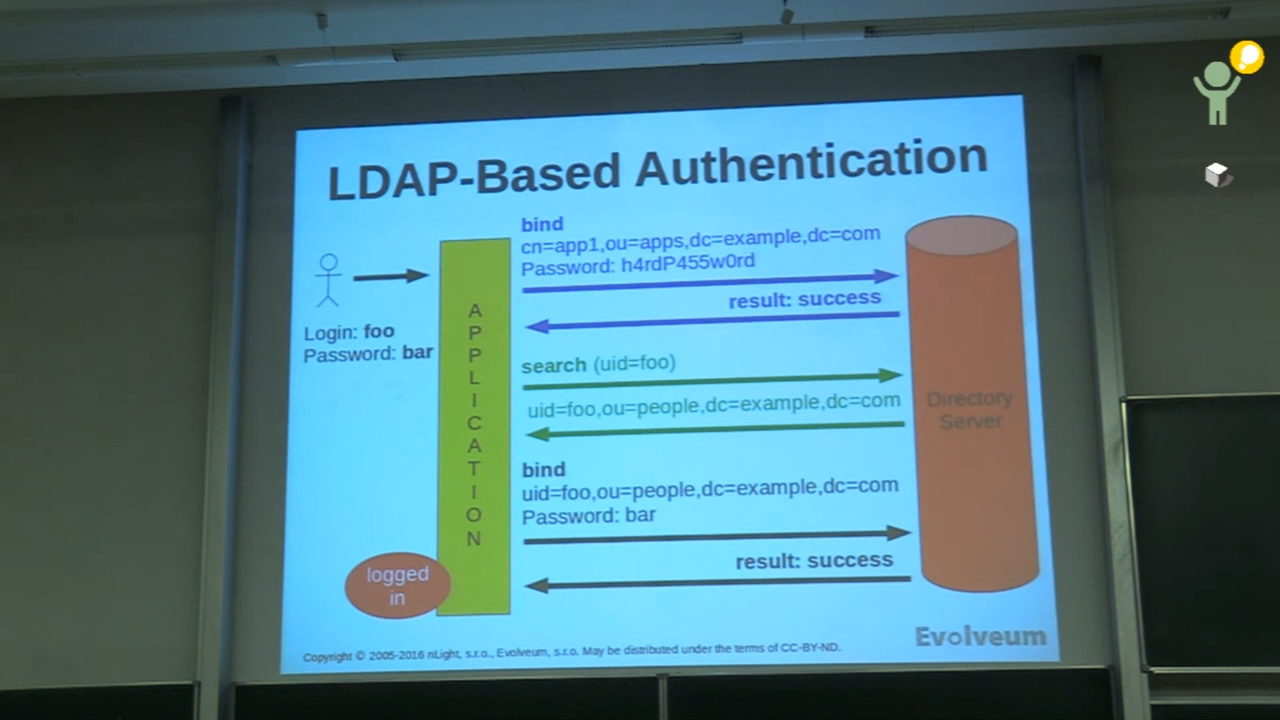 LDAP-Based Authentication
bind
cn=app1,ou=apps,dc=example,dc=com
Password: h4rdP455w0rd
result: success
Login: foo
Password: bar
APPLICATION
search (uid=foo)
uid=foo,ou=people,dc=example,dc=com
Directory
Server
bind
uid=foo,ou=people,dc=example,dc=com
Password: bar
result: success
logged
in
Evolveum
Copyright © 2005-2016 nLight, s.r.o., Evolveum, s.r.o. May be distributed under the terms of CC-BY-ND.